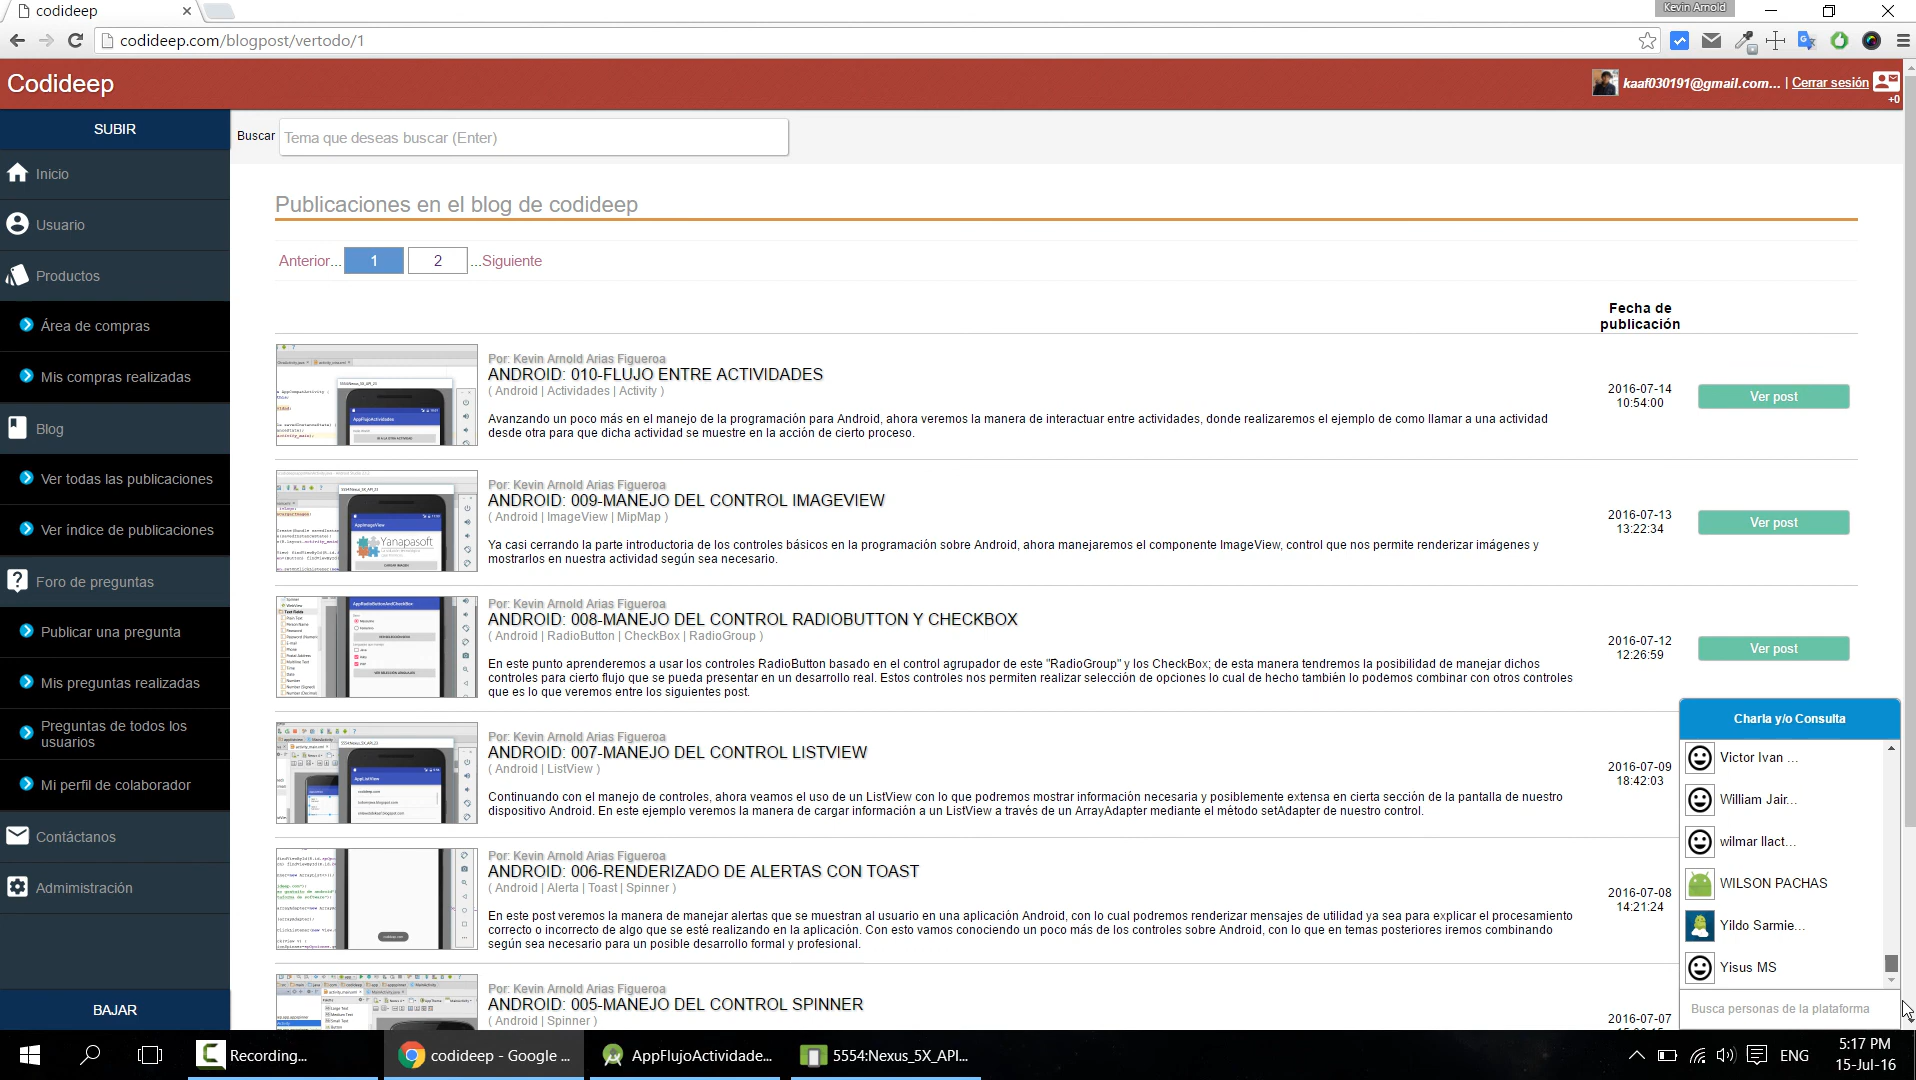 codideep
Kevin Arnold
codideep.com/blogpost/vertodo/1
Codideep
kaaf030191@gmail.com... | Cerrar sesión
+0
SUBIR
Inicio
Usuario
Productos
Área de compras
Mis compras realizadas
Blog
Ver todas las publicaciones
Ver índice de publicaciones
Foro de preguntas
Publicar una pregunta
Mis preguntas realizadas
Preguntas de todos los
usuarios
Mi perfil de colaborador
Contáctanos
Admimistración
BAJAR
Buscar
Tema que deseas buscar (Enter)
Publicaciones en el blog de codideep
Anterior... 1 2 ...Siguiente
Fecha de
publicación
Por: Kevin Arnold Arias Figueroa
ANDROID: 010-FLUJO ENTRE ACTIVIDADES
( Android | Actividades | Activity )
Avanzando un poco más en el manejo de la programación para Android, ahora veremos la manera de interactuar entre actividades, donde realizaremos el ejemplo de como llamar a una actividad
desde otra para que dicha actividad se muestre en la acción de cierto proceso.
2016-07-14
10:54:00
Ver post
Yanapasoft
Por: Kevin Arnold Arias Figueroa
ANDROID: 009-MANEJO DEL CONTROL IMAGEVIEW
( Android | ImageView | MipMap )
Ya casi cerrando la parte introductoria de los controles básicos en la programación sobre Android, ahora manejaremos el componente ImageView, control que nos permite renderizar imágenes y
mostrarlos en nuestra actividad según sea necesario.
2016-07-13
13:22:34
Ver post
Por: Kevin Arnold Arias Figueroa
ANDROID: 008-MANEJO DEL CONTROL RADIOBUTTON Y CHECKBOX
( Android | RadioButton | CheckBox | RadioGroup )
En este punto aprenderemos a usar los controles RadioButton basado en el control agrupador de este "RadioGroup" y los CheckBox; de esta manera tendremos la posibilidad de manejar dichos
controles para cierto flujo que se pueda presentar en un desarrollo real. Estos controles nos permiten realizar selección de opciones lo cual de hecho también lo podemos combinar con otros controles
que es lo que veremos entre los siguientes post.
2016-07-12
12:26:59
Ver post
Por: Kevin Arnold Arias Figueroa
ANDROID: 007-MANEJO DEL CONTROL LISTVIEW
( Android | ListView )
Continuando con el manejo de controles, ahora veamos el uso de un ListView con lo que podremos mostrar información necesaria y posiblemente extensa en cierta sección de la pantalla de nuestro
dispositivo Android. En este ejemplo veremos la manera de cargar información a un ListView a través de un ArrayAdapter mediante el método setAdapter de nuestro control.
2016-07-09
18:42:03
Por: Kevin Arnold Arias Figueroa
ANDROID: 006-RENDERIZADO DE ALERTAS CON TOAST
( Android | Alerta | Toast | Spinner )
En este post veremos la manera de manejar alertas que se muestran al usuario en una aplicación Android, con lo cual podremos renderizar mensajes de utilidad ya sea para explicar el procesamiento
correcto o incorrecto de algo que se esté realizando en la aplicación. Con esto vamos conociendo un poco más de los controles sobre Android, con lo que en temas posteriores iremos combinando
según sea necesario para un posible desarrollo formal y profesional.
2016-07-08
14:21:24
Por: Kevin Arnold Arias Figueroa
ANDROID: 005-MANEJO DEL CONTROL SPINNER
( Android | Spinner )
2016-07-07
Charla y/o Consulta
Victor Ivan ...
William Jair...
wilmar llact...
WILSON PACHAS
Yildo Sarmie...
Yisus MS
Busca personas de la plataforma
Recording...
codideep - Google ...
AppFlujoActividade...
5554:Nexus_5X_API...
ENG
5:17 PM
15-Jul-16